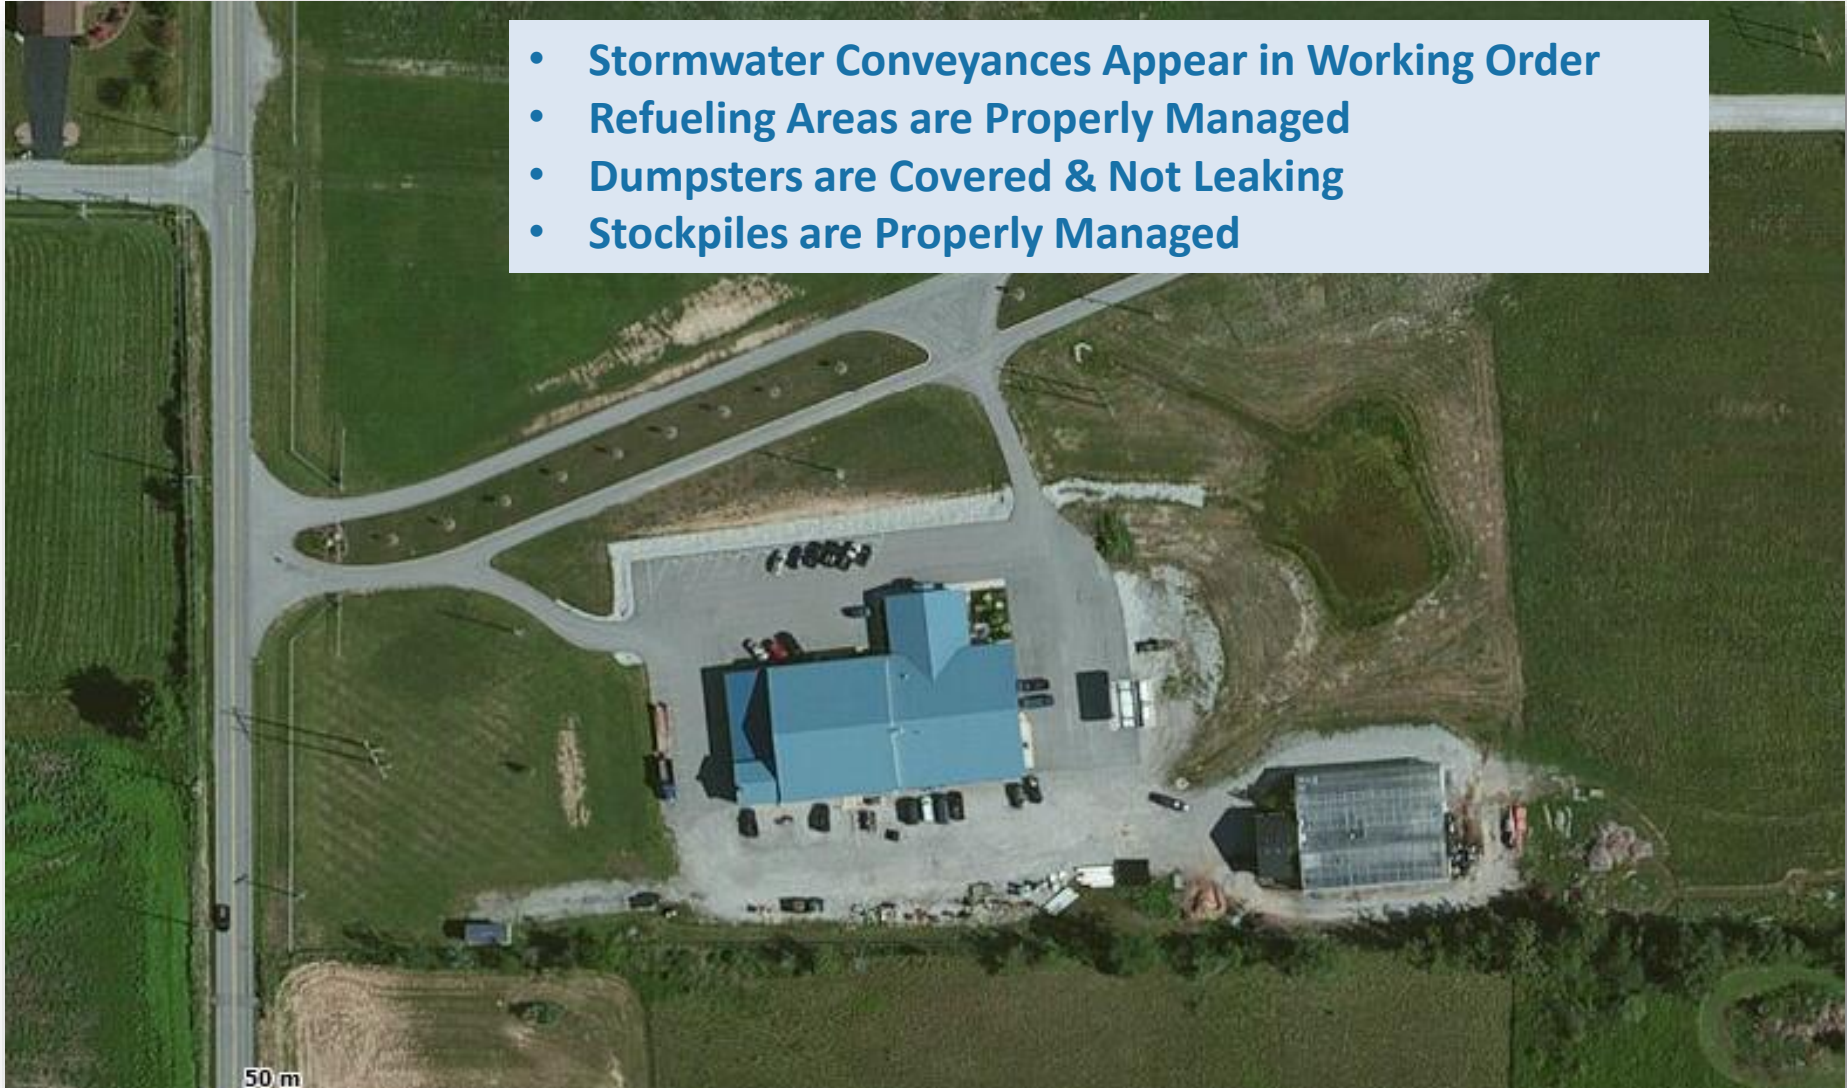 • Stormwater Conveyances Appear in Working Order
• Refueling Areas are Properly Managed
• Dumpsters are Covered & Not Leaking
• Stockpiles are Properly Managed
50 m